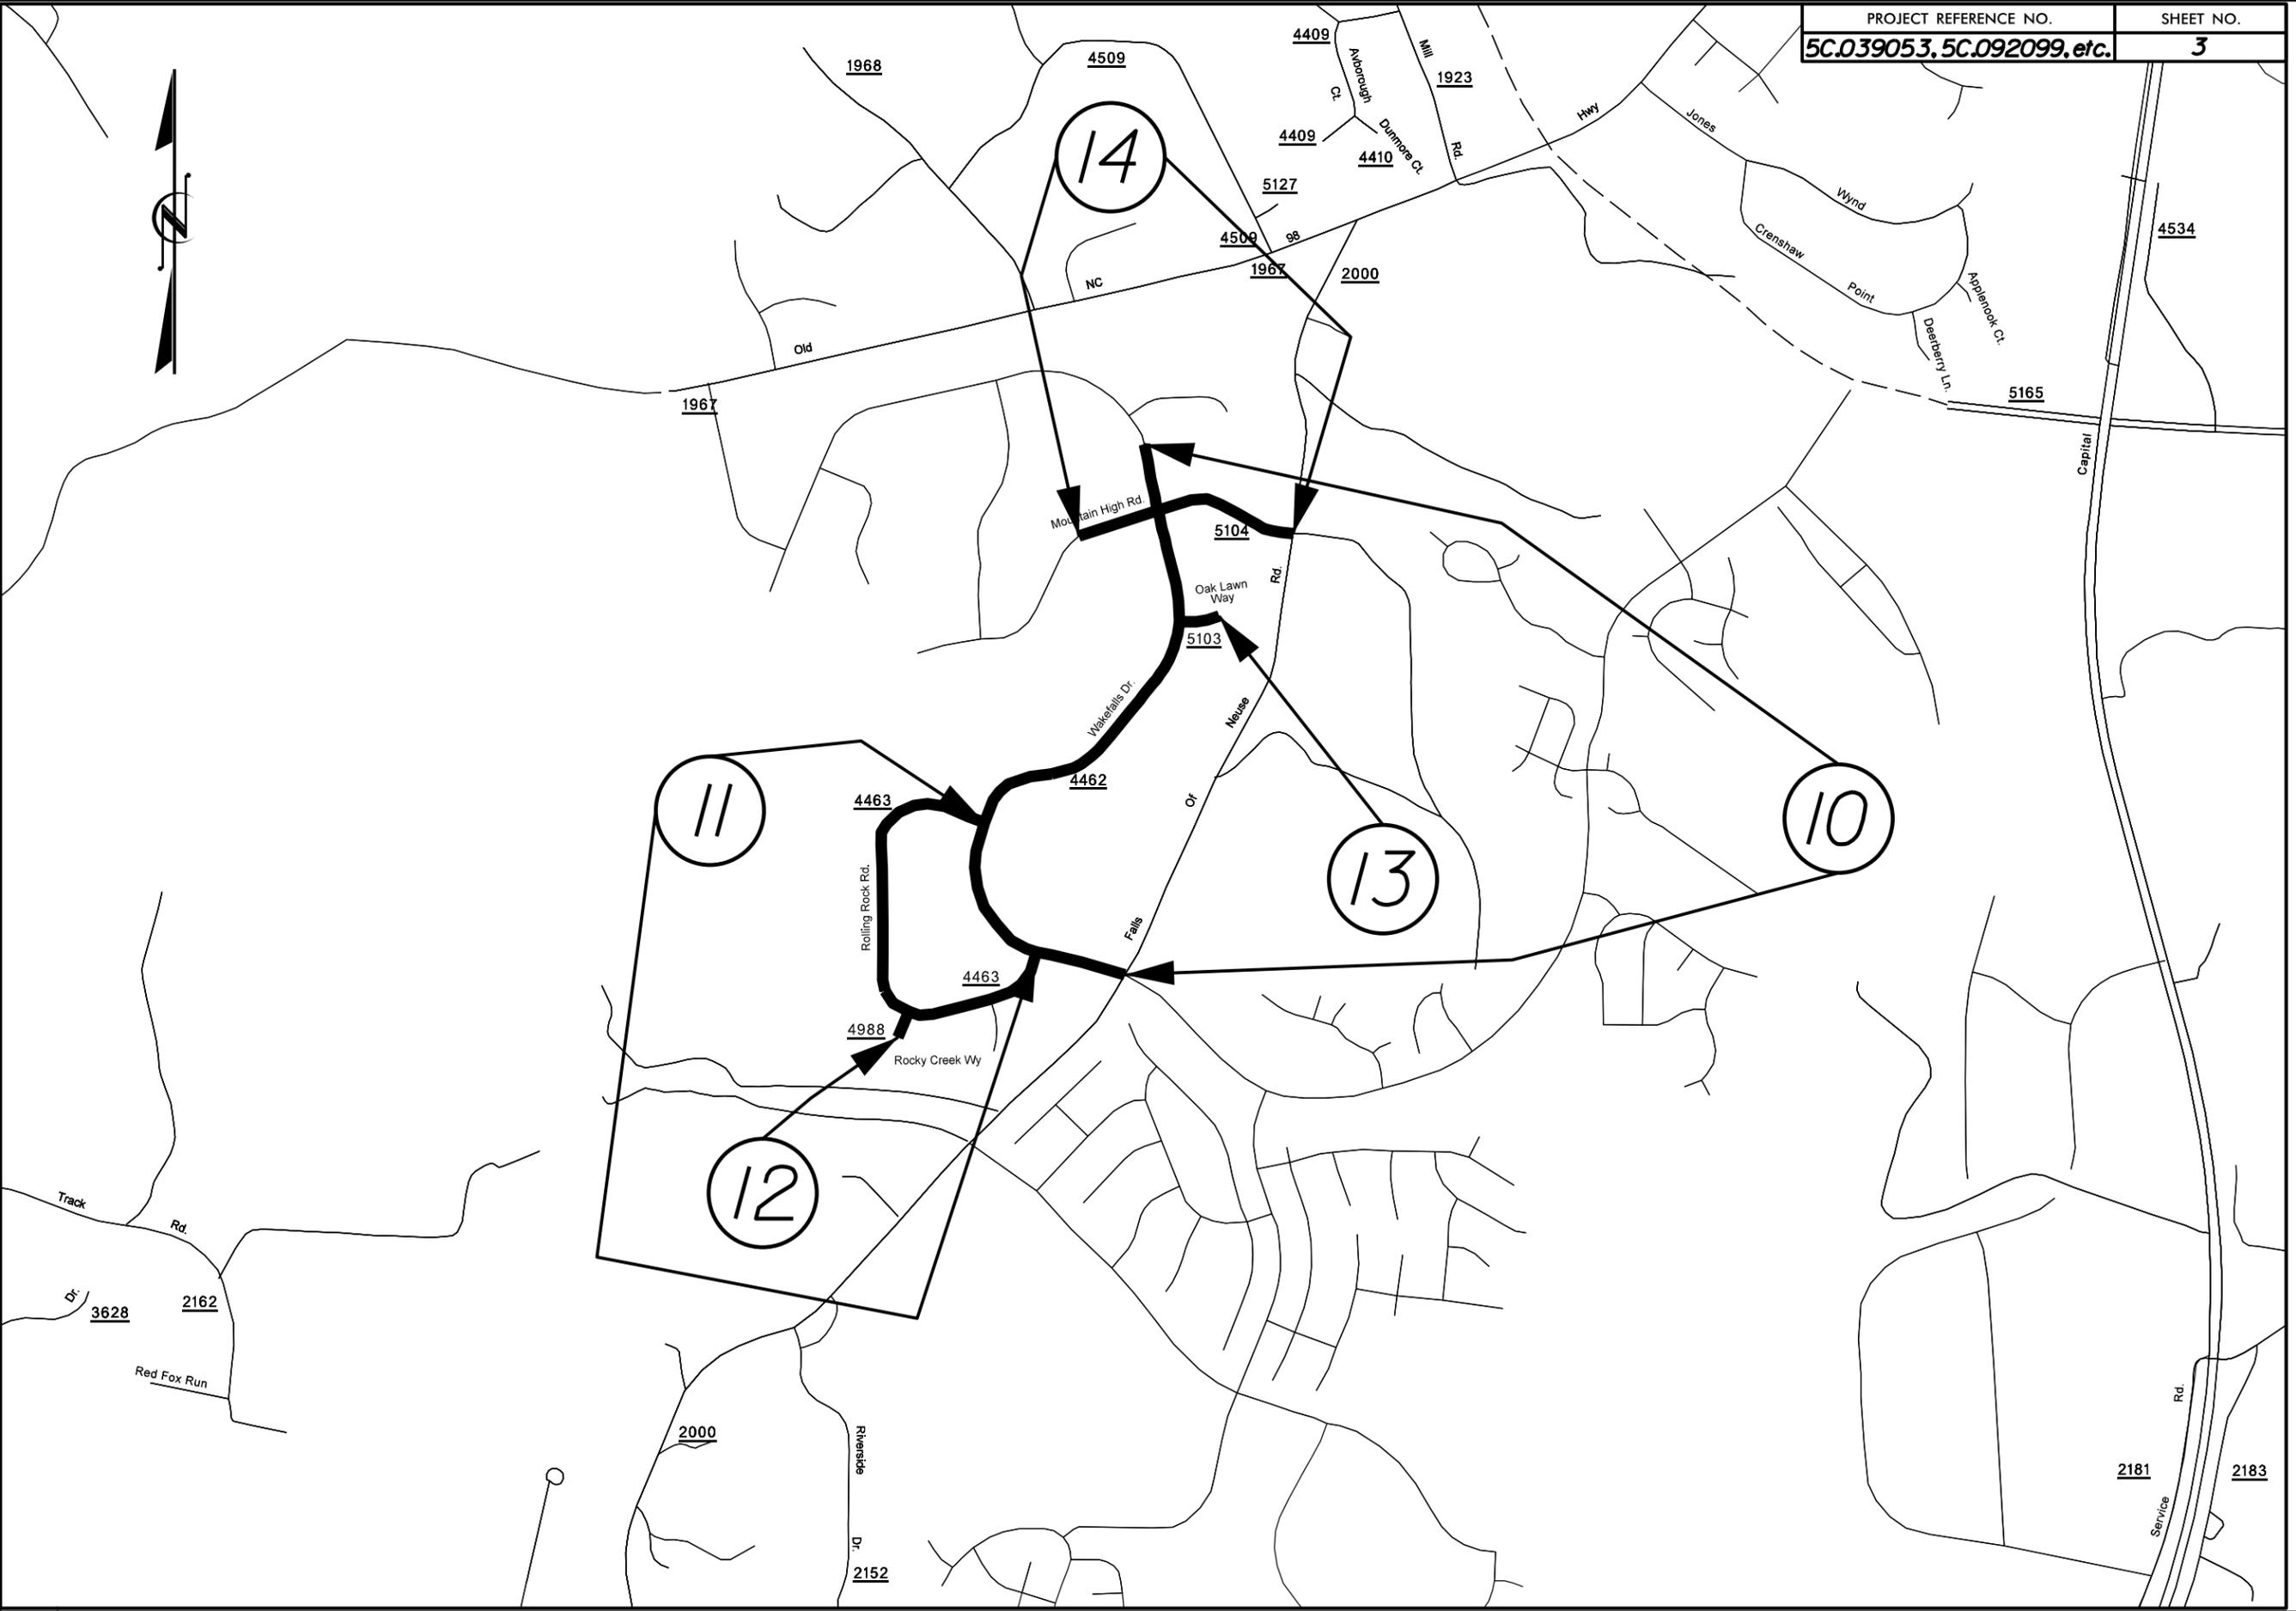 PROJECT REFERENCE NO.
SHEET NO.
5C.039053, 5C.092099, etc.
3
1968
4509
4409
Avborough
Ct.
Mill
1923
Rd.
4409
Dunmore Ct.
4410
Hwy
Jones
Wynd
Crenshaw
Point
Applenook Ct.
Deerberry Ln.
4534
14
5127
4509
98
1967
2000
NC
Old
1967
5165
Capital
N
Mountain High Rd.
5104
Rd.
Oak Lawn
Way
5103
Neuse
Wakefalls Dr.
4462
Of
11
4463
10
13
Rolling Rock Rd.
Falls
4463
4988
Rocky Creek Wy
12
Track
Rd.
Dr.
3628
2162
Red Fox Run
2000
Riverside
Dr.
2152
Rd.
2181
2183
Service